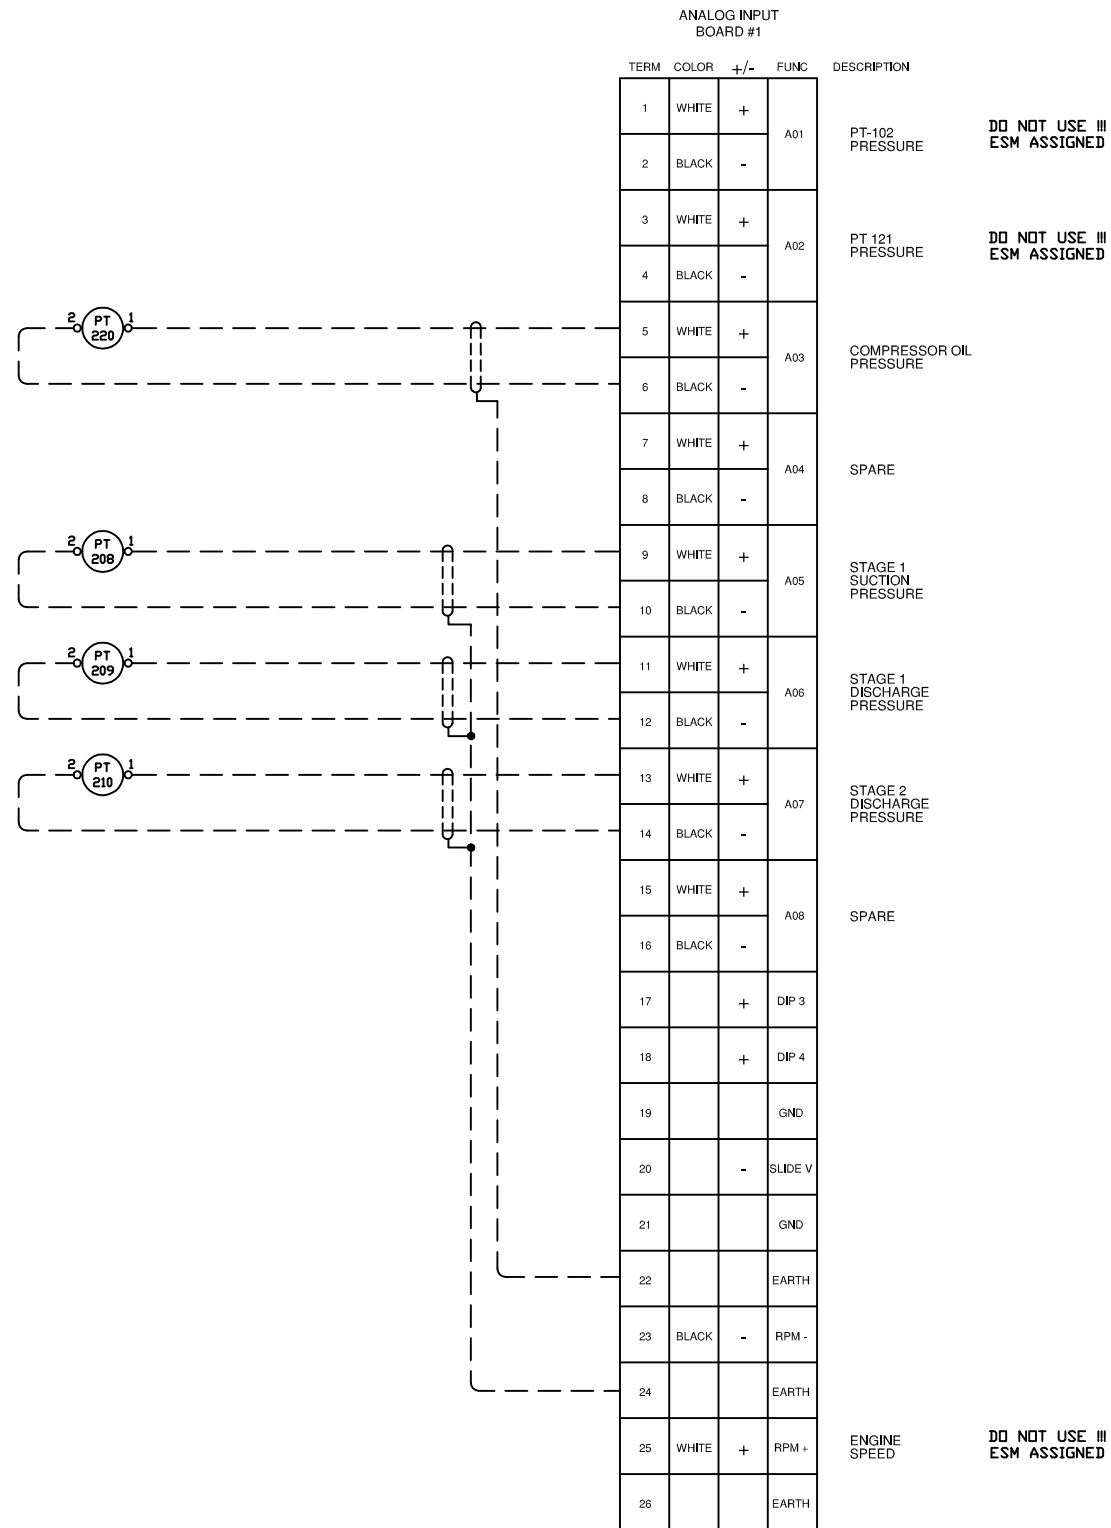 ANALOG INPUT
BOARD #1
TERM COLOR +/- FUNC DESCRIPTION
1 WHITE +
A01 PT-102 PRESSURE DO NOT USE !!! ESM ASSIGNED
2 BLACK -
3 WHITE +
A02 PT 121 PRESSURE DO NOT USE !!! ESM ASSIGNED
4 BLACK -
2 PT 220 1
5 WHITE +
A03 COMPRESSOR OIL PRESSURE
6 BLACK -
7 WHITE +
A04 SPARE
8 BLACK -
2 PT 208 1
9 WHITE +
A05 STAGE 1 SUCTION PRESSURE
10 BLACK -
2 PT 209 1
11 WHITE +
A06 STAGE 1 DISCHARGE PRESSURE
12 BLACK -
2 PT 210 1
13 WHITE +
A07 STAGE 2 DISCHARGE PRESSURE
14 BLACK -
15 WHITE +
A08 SPARE
16 BLACK -
17 + DIP 3
18 + DIP 4
19 GND
20 - SLIDE V
21 GND
22 EARTH
23 BLACK - RPM -
24 EARTH
25 WHITE + RPM + ENGINE SPEED DO NOT USE !!! ESM ASSIGNED
26 EARTH